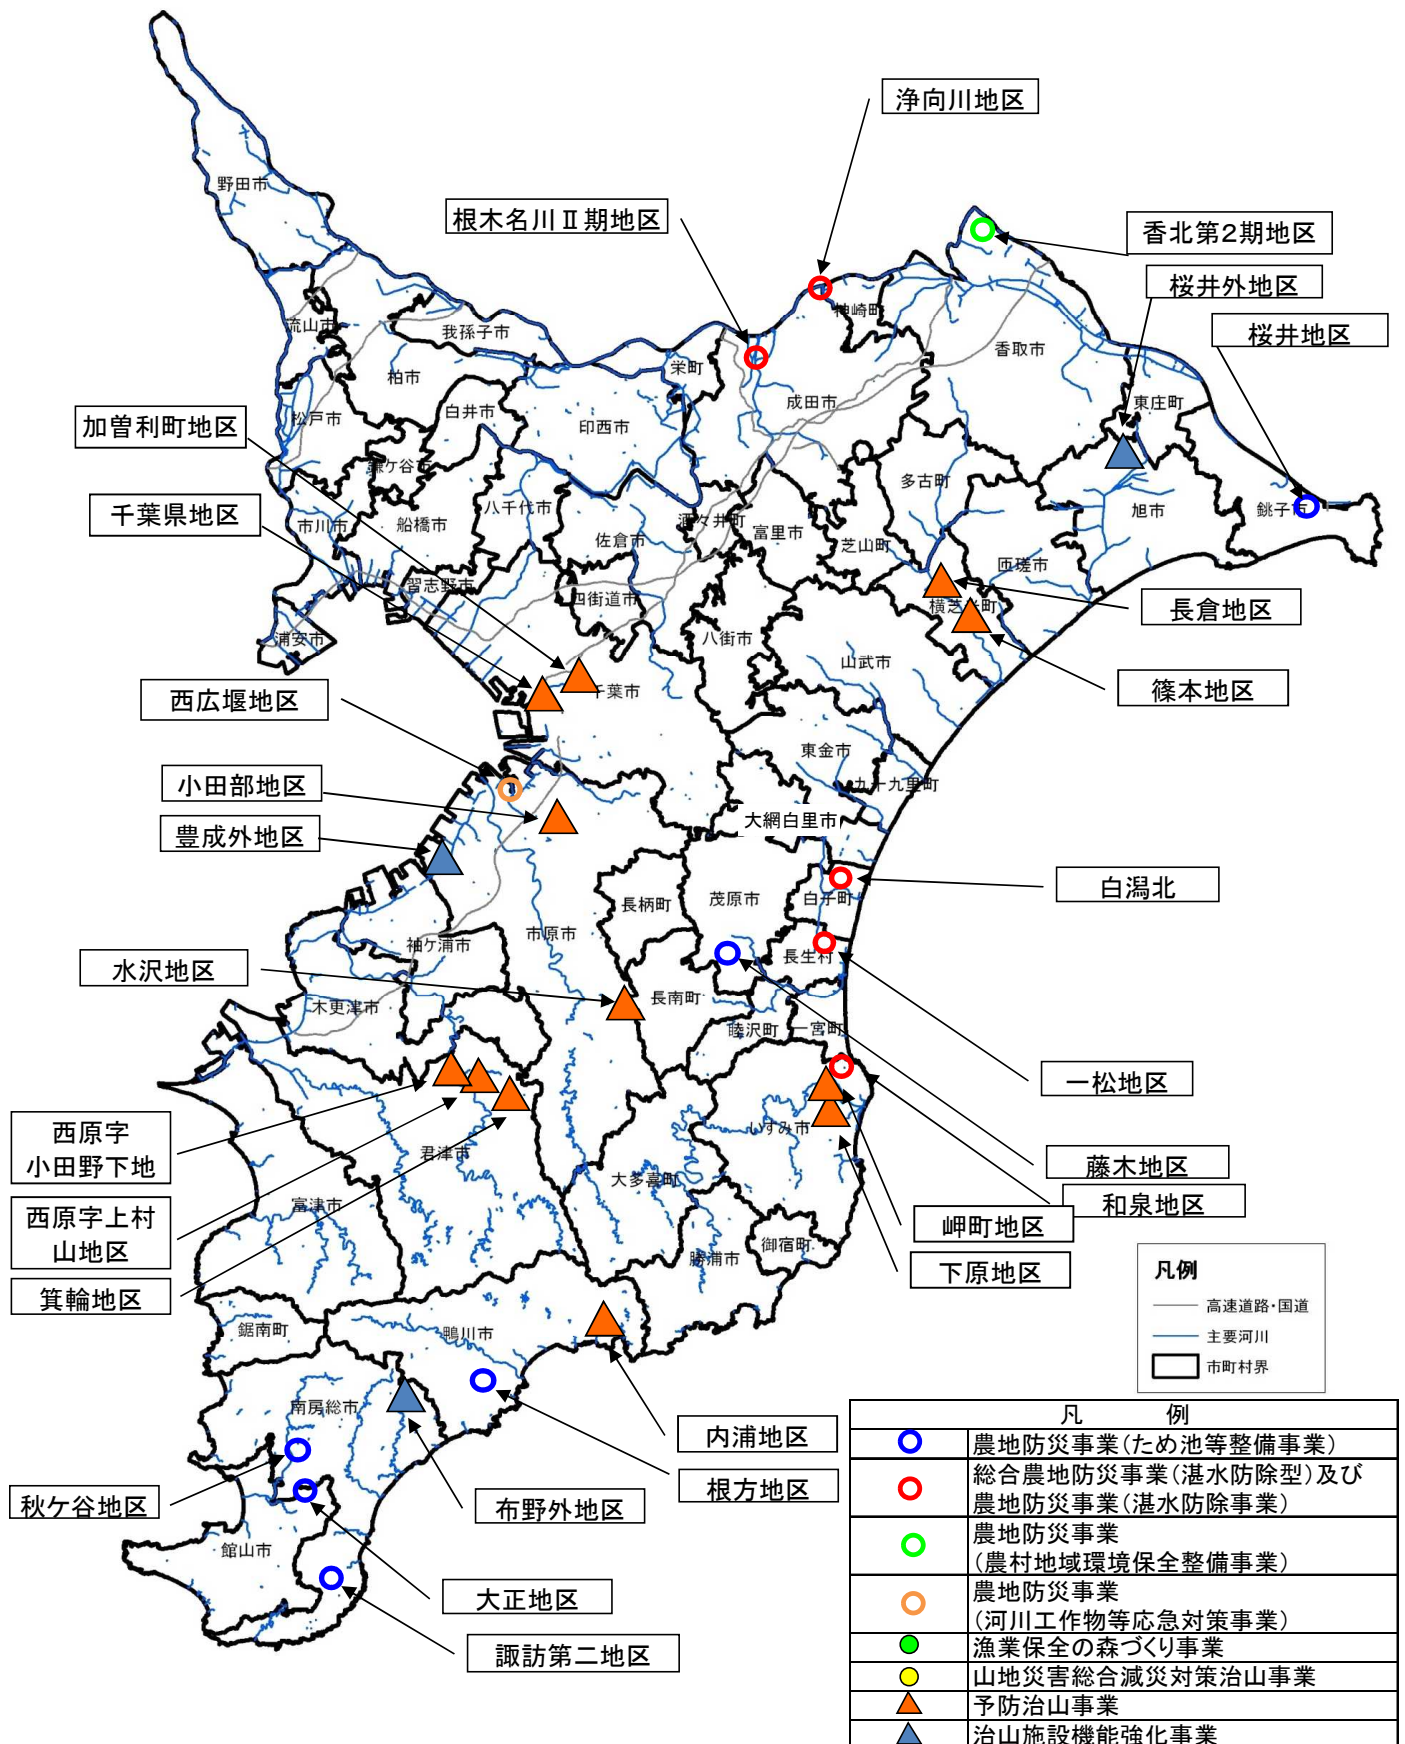 浄向川地区
根木名川Ⅱ期地区
香北第2期地区
桜井外地区
桜井地区
野田市
流山市
我孫子市
柏市
松戸市
白井市
鎌ケ谷市
印西市
栄町
成田市
神崎町
香取市
東庄町
加曽利町地区
千葉県地区
市川市
船橋市
八千代市
佐倉市
酒々井町
富里市
芝山町
多古町
旭市
銚子市
匝瑳市
習志野市
四街道市
浦安市
八街市
横芝光町
長倉地区
山武市
篠本地区
千葉市
西広堰地区
東金市
九十九里町
小田部地区
大網白里市
豊成外地区
白潟北
長柄町
茂原市
白子町
市原市
袖ケ浦市
長生村
水沢地区
長南町
木更津市
睦沢町
一宮町
一松地区
西原字
小田野下地
いすみ市
君津市
藤木地区
大多喜町
和泉地区
富津市
西原字上村
山地区
岬町地区
御宿町
勝浦市
下原地区
箕輪地区
鋸南町
鴨川市
南房総市
内浦地区
根方地区
秋ケ谷地区
布野外地区
館山市
大正地区
諏訪第二地区
凡例
高速道路・国道
主要河川
市町村界
凡 例
農地防災事業(ため池等整備事業)
総合農地防災事業(湛水防除型)及び
農地防災事業(湛水防除事業)
農地防災事業
(農村地域環境保全整備事業)
農地防災事業
(河川工作物等応急対策事業)
漁業保全の森づくり事業
山地災害総合減災対策治山事業
予防治山事業
治山施設機能強化事業